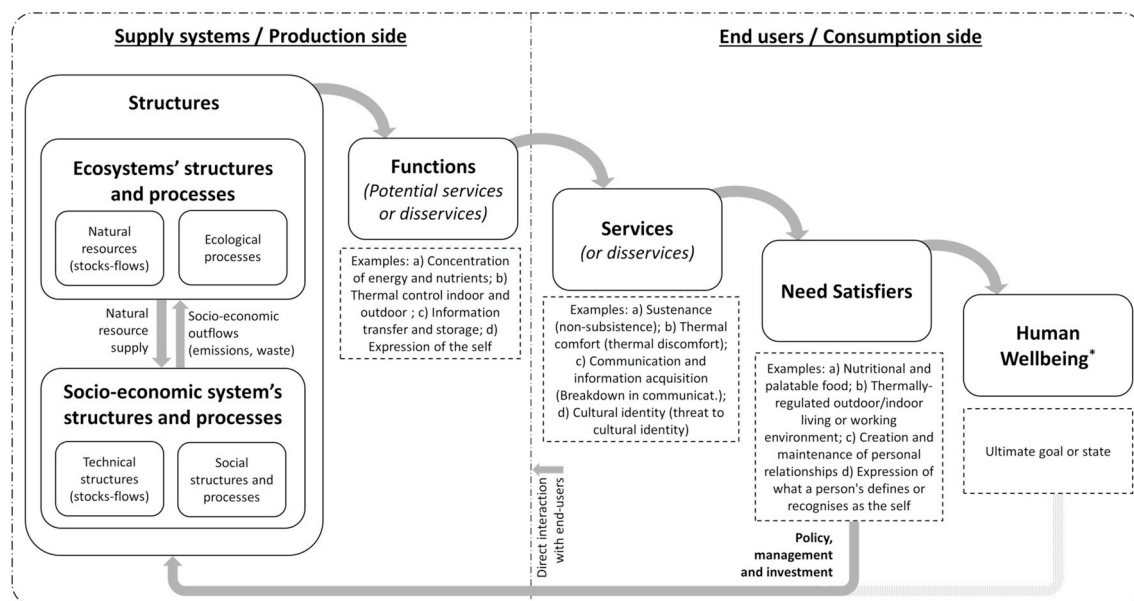 Supply systems / Production side
End users / Consumption side
Structures
Ecosystems’ structures
and processes
Natural
resources
(stocks-flows)
Ecological
processes
Natural
resource
supply
Socio-economic
outflows
(emissions, waste)
Socio-economic system’s
structures and processes
Technical
structures
(stocks-flows)
Social
structures and
processes
Functions
(Potential services
or disservices)
Examples: a) Concentration
of energy and nutrients; b)
Thermal control indoor and
outdoor ; c) Information
transfer and storage; d)
Expression of the self
Services
(or disservices)
Examples: a) Sustenance
(non-subsistence); b) Thermal
comfort (thermal discomfort);
c) Communication and
information acquisition
(Breakdown in communicat.);
d) Cultural identity (threat to
cultural identity)
Direct interaction
with end-users
Need Satisfiers
Examples: a) Nutritional and
palatable food; b) Thermally-
regulated outdoor/indoor
living or working
environment; c) Creation and
maintenance of personal
relationships d) Expression of
what a person's defines or
recognises as the self
Policy,
management
and investment
Human
Wellbeing*
Ultimate goal or state